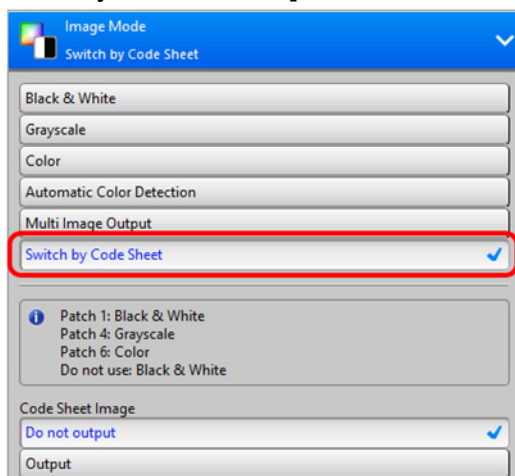 Image Mode
Switch by Code Sheet
Black & White
Grayscale
Color
Automatic Color Detection
Multi Image Output
Switch by Code Sheet
Patch 1: Black & White
Patch 4: Grayscale
Patch 6: Color
Do not use: Black & White
Code Sheet Image
Do not output
Output